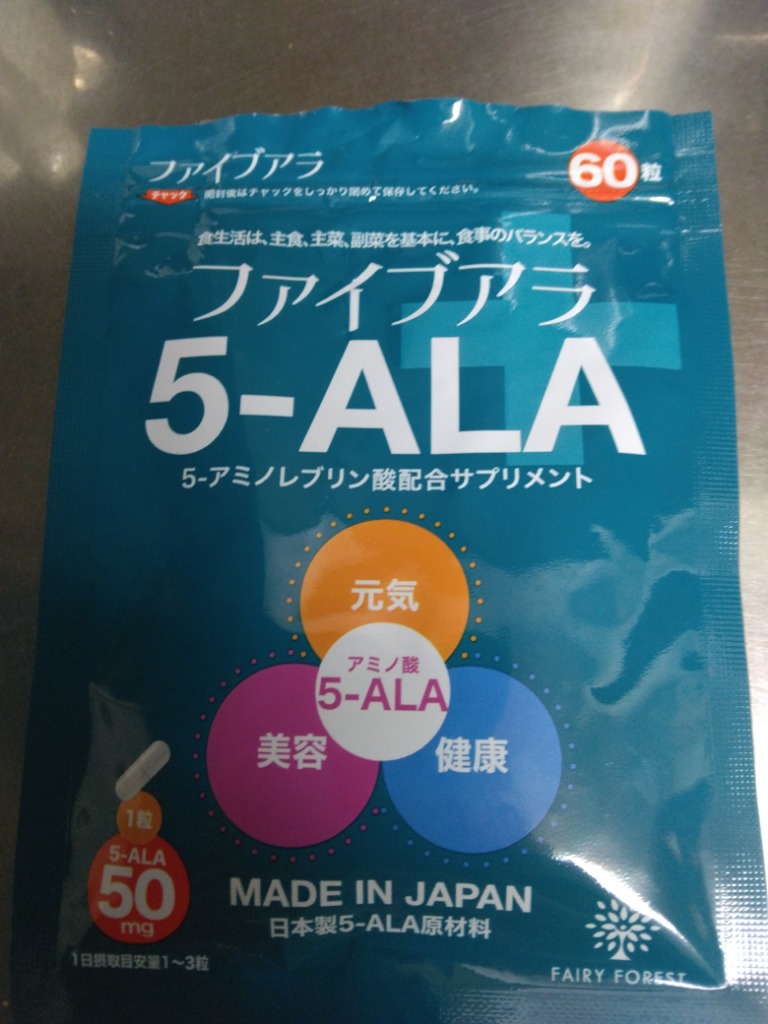 ファイブアラ
60粒
チャック 開封後はチャックをしっかり閉めて保存してください。
食生活は、主食、主菜、副菜を基本に、食事のバランスを。
ファイブアラ
5-ALA
5-アミノレブリン酸配合サプリメント
元気
アミノ酸
5-ALA
美容
健康
1粒
5-ALA
50
mg
1日摂取目安量1～3粒
MADE IN JAPAN
日本製5-ALA原材料
FAIRY FOREST